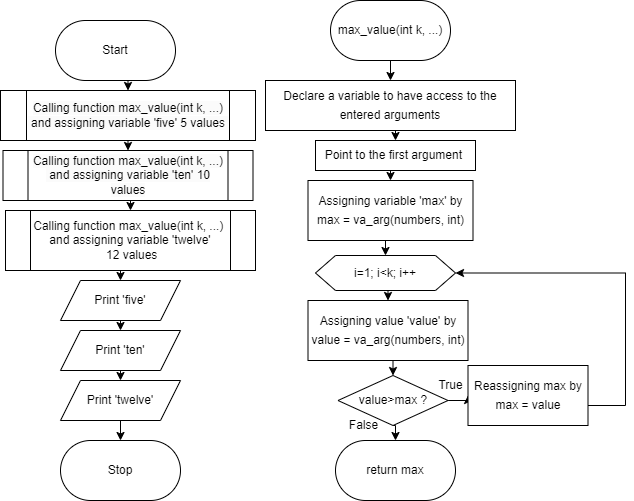 Start
Calling function max_value(int k, ...)
and assigning variable 'five' 5 values
Calling function max_value(int k, ...)
and assigning variable 'ten' 10
values
Calling function max_value(int k, ...)
and assigning variable 'twelve'
12 values
Print 'five'
Print 'ten'
Print 'twelve'
Stop
max_value(int k, ...)
Declare a variable to have access to the
entered arguments
Point to the first argument
Assigning variable 'max' by
max = va_arg(numbers, int)
i=1; i<k; i++
Assigning value 'value' by
value = va_arg(numbers, int)
value>max ?
True
Reassigning max by
max = value
False
return max